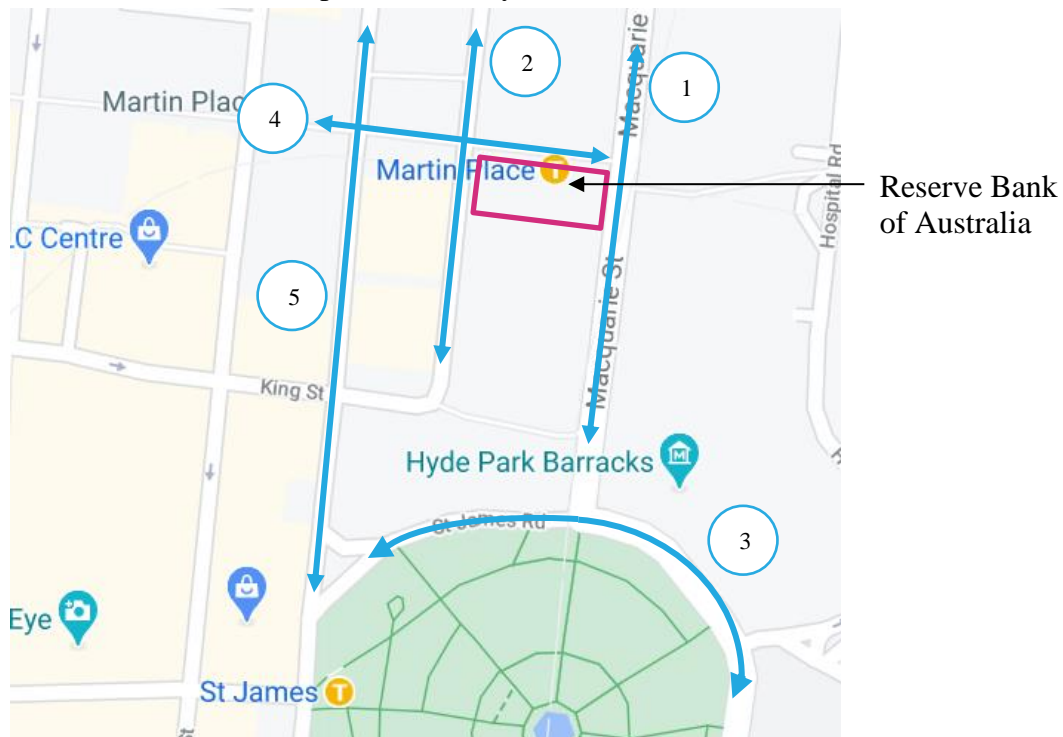 2
1
Macquarie
Martin Plac
4
Martin Place
T
Reserve Bank
of Australia
Hospital Rd
.C Centre
5
Macquarie St
King St
Hyde Park Barracks
M
St James Rd
3
Eye
St James
T